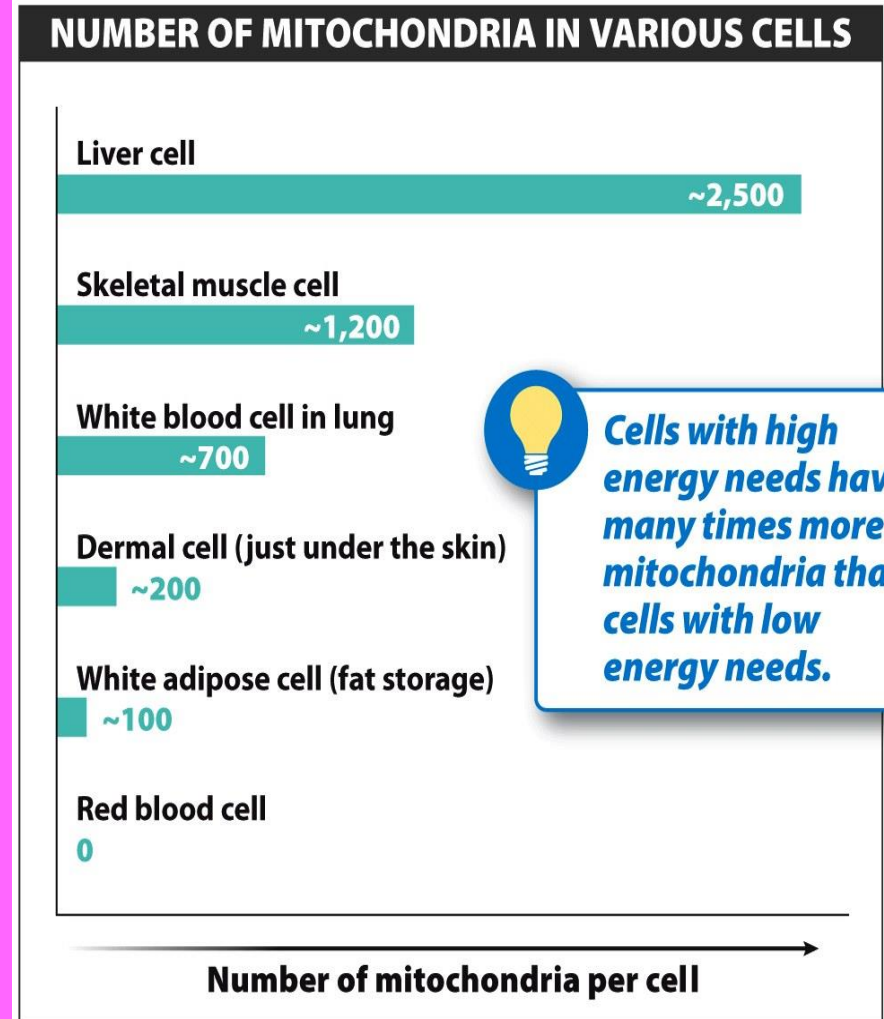 NUMBER OF MITOCHONDRIA IN VARIOUS CELLS
Liver cell
~2,500
Skeletal muscle cell
~1,200
White blood cell in lung
~700
Dermal cell (just under the skin)
~200
White adipose cell (fat storage)
~100
Red blood cell
0
Cells with high
energy needs hav
many times more
mitochondria tha
cells with low
energy needs.
Number of mitochondria per cell